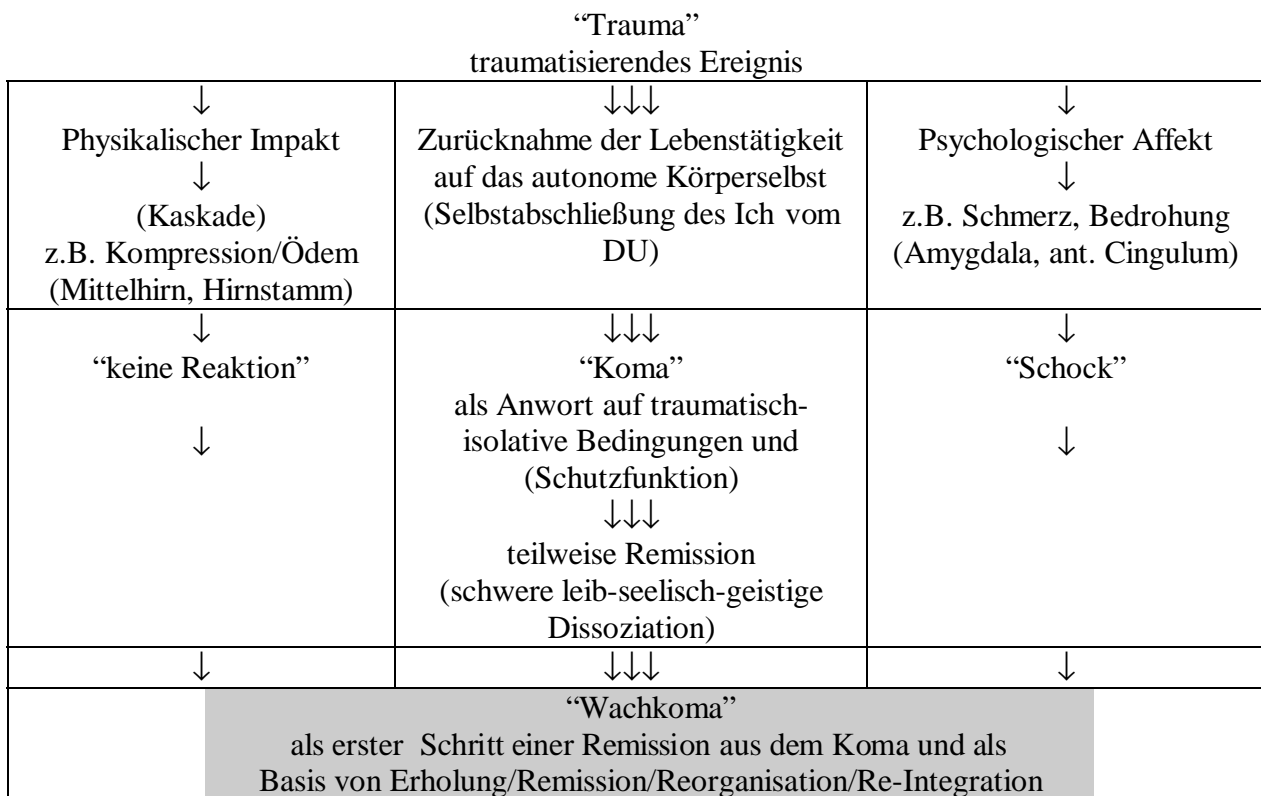 “Trauma”
traumatisierendes Ereignis
↓ ↓↓↓ ↓
Physikalischer Impakt
↓
(Kaskade)
z.B. Kompression/Ödem
(Mittelhirn, Hirnstamm)
Zurücknahme der Lebenstätigkeit
auf das autonome Körperselbst
(Selbstabschließung des Ich vom
DU)
Psychologischer Affekt
↓
z.B. Schmerz, Bedrohung
(Amygdala, ant. Cingulum)
↓ ↓↓↓ ↓
“keine Reaktion”
↓
“Koma”
als Anwort auf traumatisch-
isolative Bedingungen und
(Schutzfunktion)
↓↓↓
teilweise Remission
(schwere leib-seelisch-geistige
Dissoziation)
“Schock”
↓
↓ ↓↓↓ ↓
“Wachkoma”
als erster Schritt einer Remission aus dem Koma und als
Basis von Erholung/Remission/Reorganisation/Re-Integration